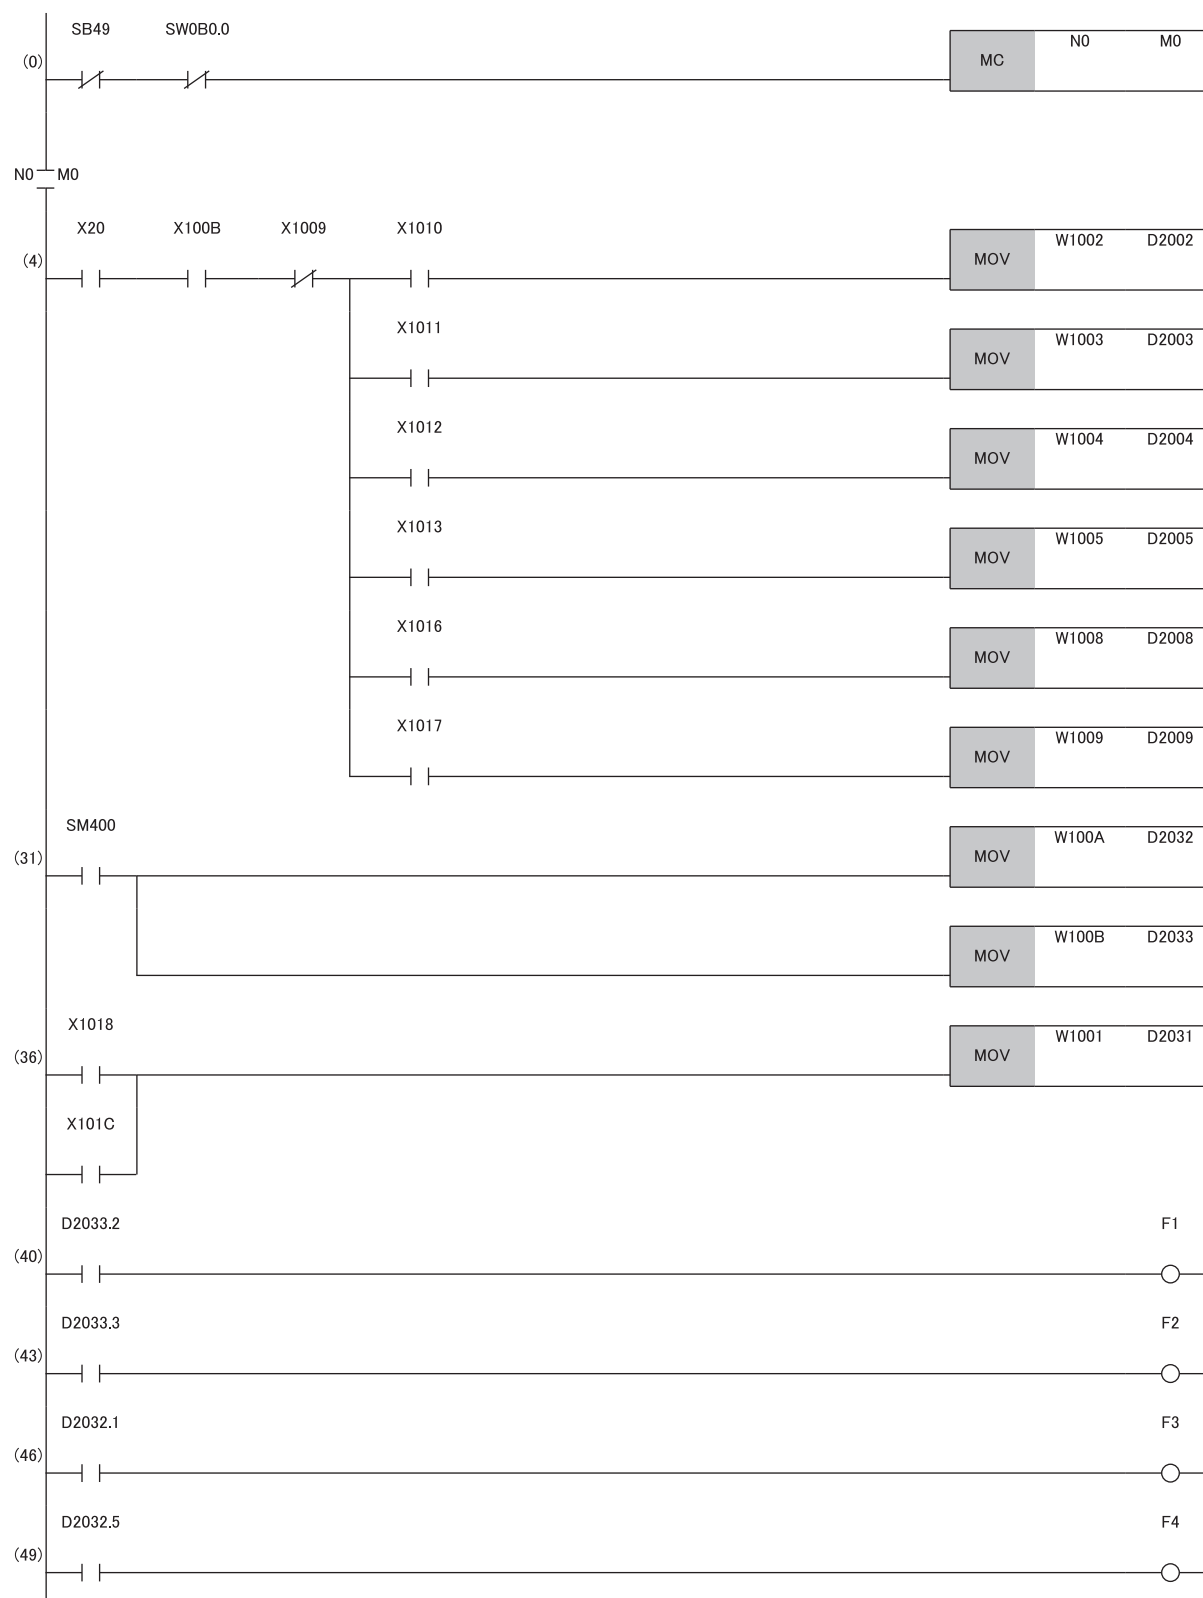 SB49 SW0B0.0
(0) MC N0 M0
N0 M0
X20 X100B X1009 X1010
(4) MOV W1002 D2002
X1011
MOV W1003 D2003
X1012
MOV W1004 D2004
X1013
MOV W1005 D2005
X1016
MOV W1008 D2008
X1017
MOV W1009 D2009
SM400
(31) MOV W100A D2032
MOV W100B D2033
X1018
(36) MOV W1001 D2031
X101C
D2033.2 F1
(40)
D2033.3 F2
(43)
D2032.1 F3
(46)
D2032.5 F4
(49)